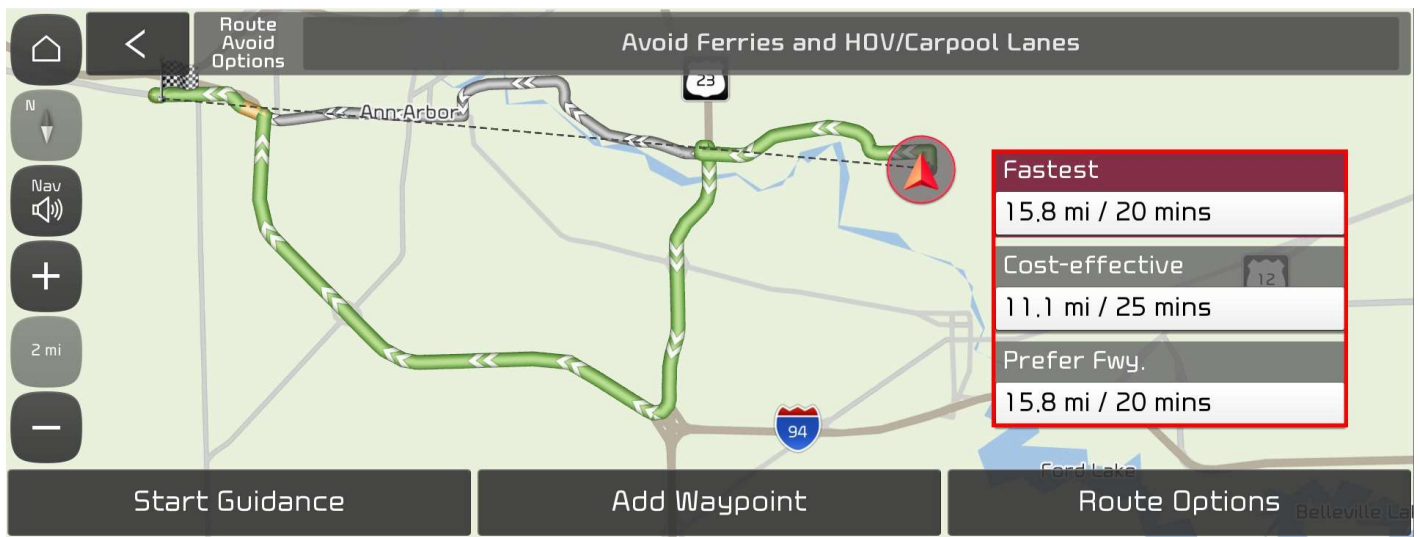 Route
Avoid
Options
Avoid Ferries and HOV/Carpool Lanes
23
N
Ann Arbor
Nav
Fastest
15.8 mi / 20 mins
Cost-effective
12
11.1 mi / 25 mins
2 mi
Prefer Fwy.
15.8 mi / 20 mins
94
Ford Lake
Start Guidance
Add Waypoint
Route Options
Belleville La